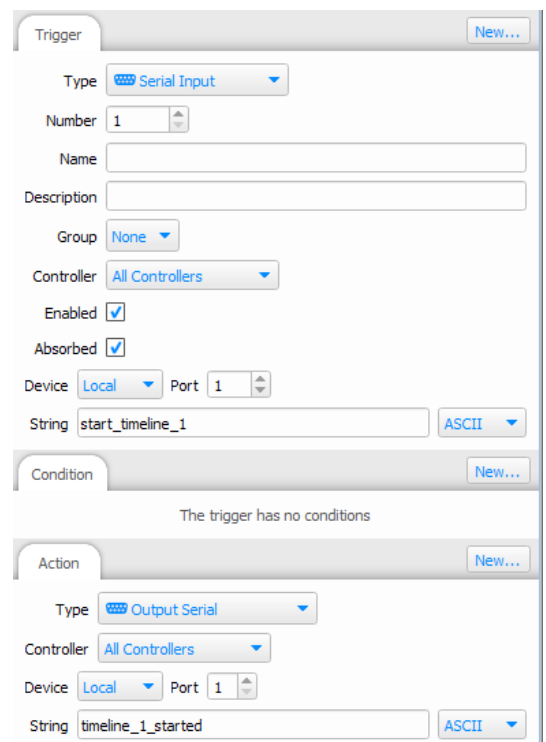 Trigger New...
Type Serial Input
Number 1
Name
Description
Group None
Controller All Controllers
Enabled
Absorbed
Device Local Port 1
String start_timeline_1 ASCII
Condition New...
The trigger has no conditions
Action New...
Type Output Serial
Controller All Controllers
Device Local Port 1
String timeline_1_started ASCII